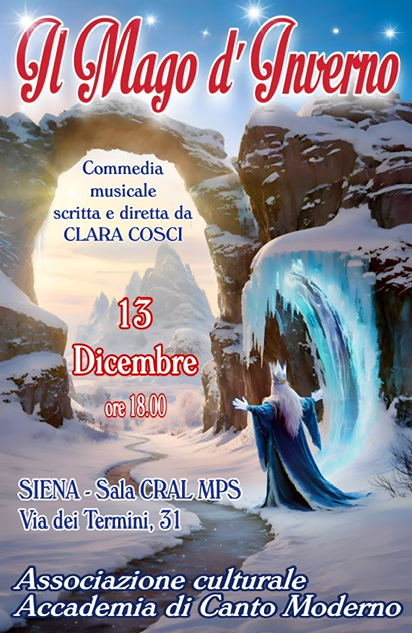 Il Mago d' Inverno
Commedia
musicale
scritta e diretta da
CLARA COSCI
13
Dicembre
ore 18.00
SIENA - Sala CRAL MPS
Via dei Termini, 31
Associazione culturale
Accademia di Canto Moderno